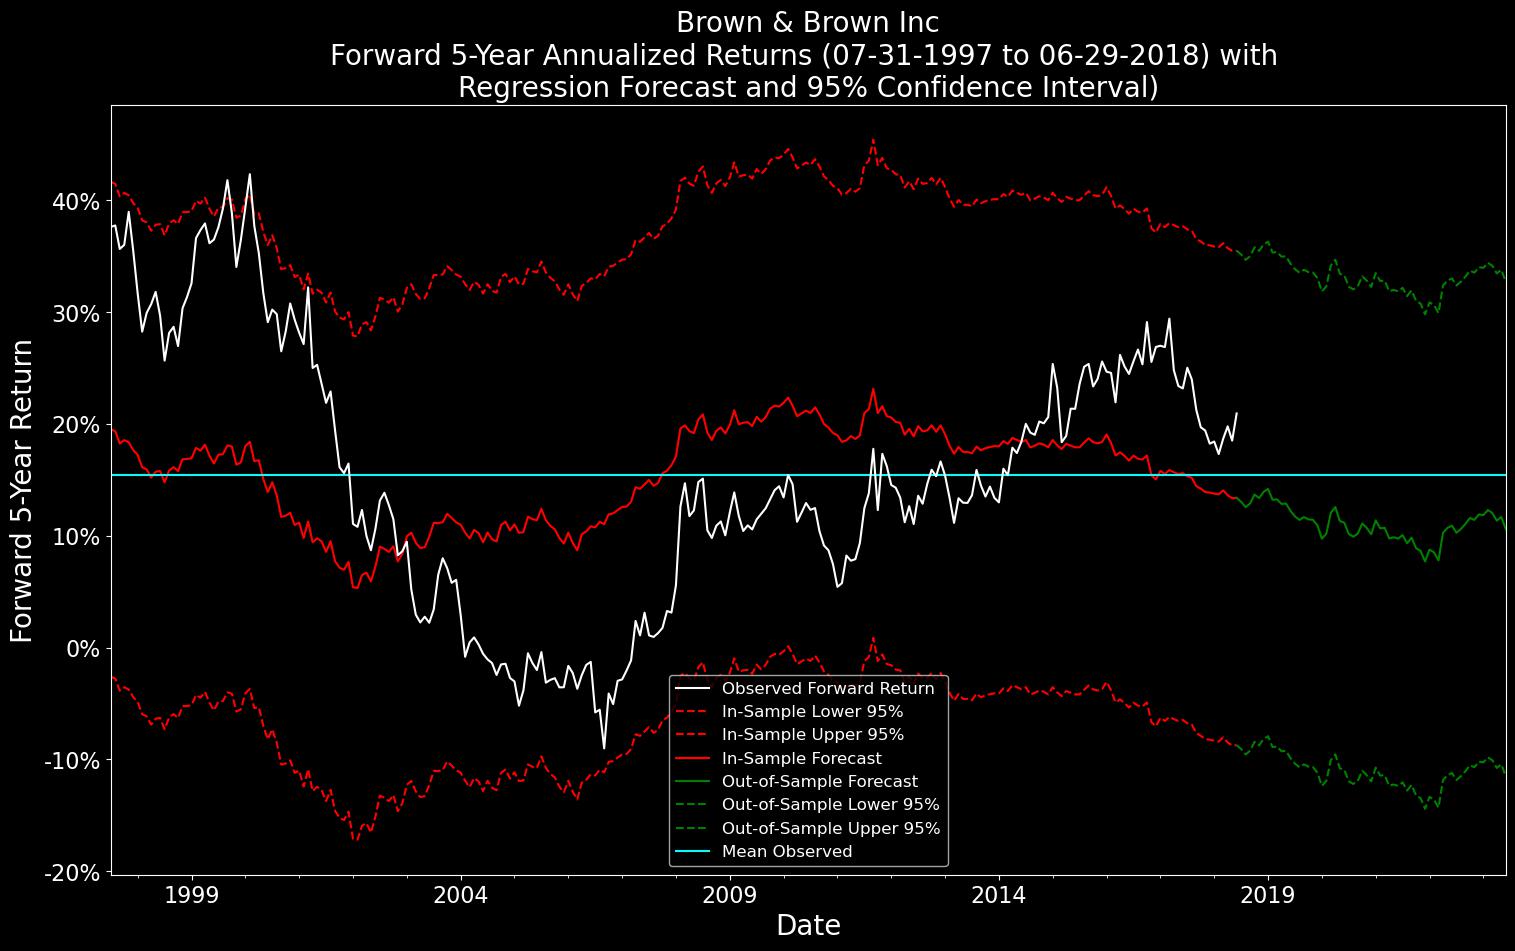 Brown & Brown Inc
Forward 5-Year Annualized Returns (07-31-1997 to 06-29-2018) with
Regression Forecast and 95% Confidence Interval)
Forward 5-Year Return
40%
30%
20%
10%
0%
-10%
-20%
Observed Forward Return
In-Sample Lower 95%
In-Sample Upper 95%
In-Sample Forecast
Out-of-Sample Forecast
Out-of-Sample Lower 95%
Out-of-Sample Upper 95%
Mean Observed
1999
2004
2009
2014
2019
Date